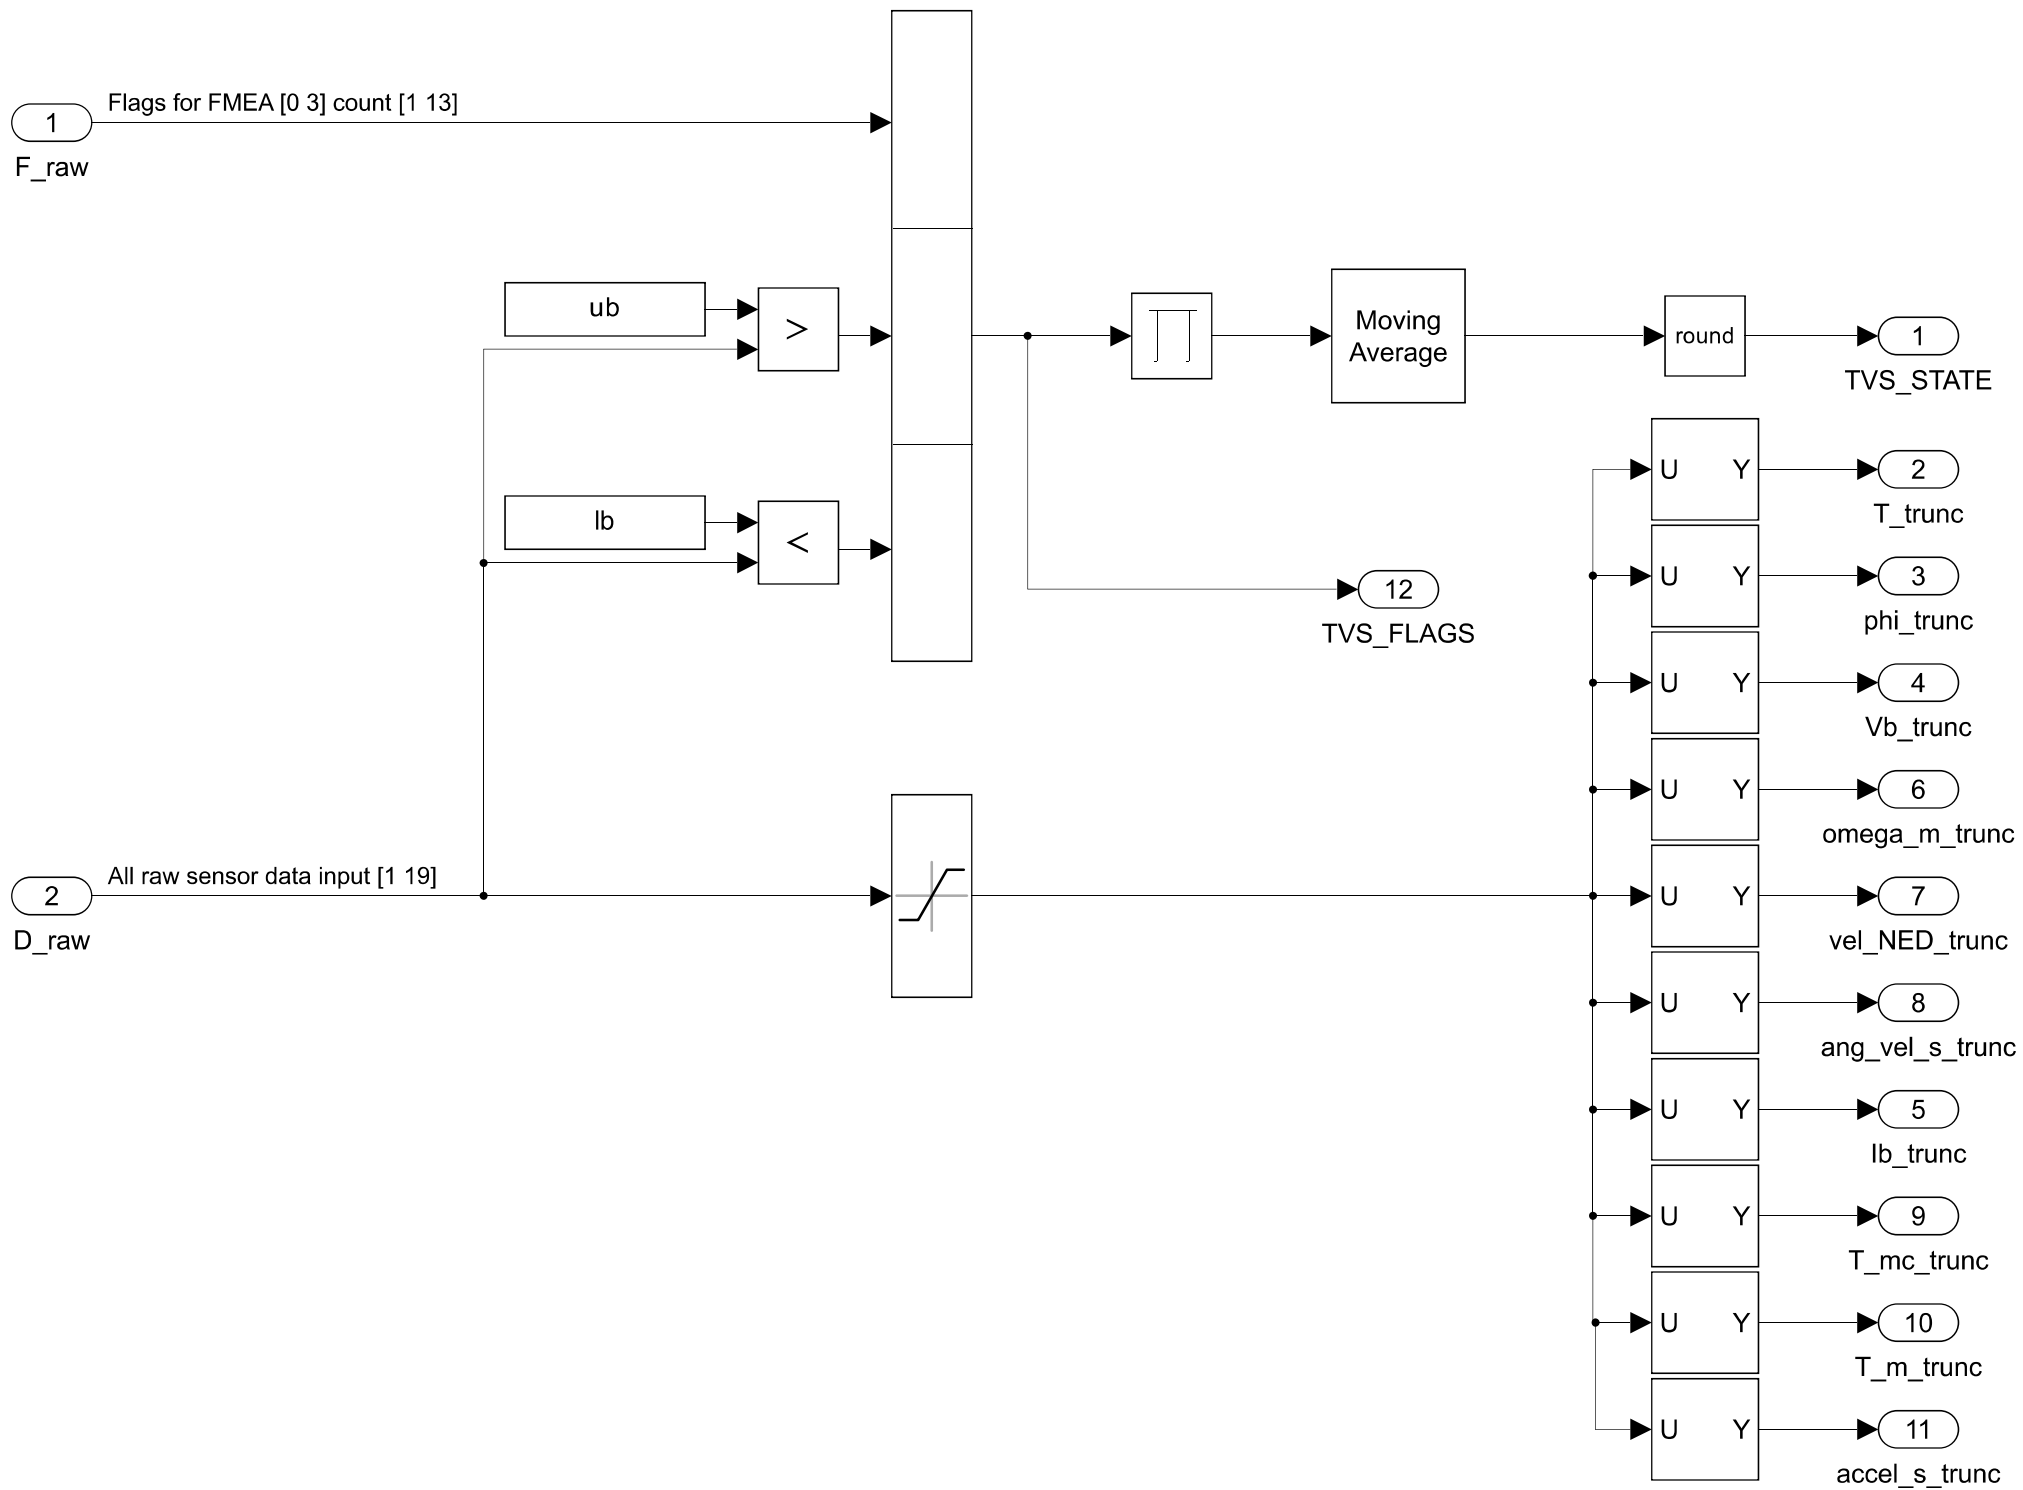 Flags for FMEA [0 3] count [1 13]
1
F_raw
ub
>
Moving
Average
round
1
TVS_STATE
lb
<
12
TVS_FLAGS
U Y
2
T_trunc
U Y
3
phi_trunc
U Y
4
Vb_trunc
U Y
6
omega_m_trunc
All raw sensor data input [1 19]
2
D_raw
U Y
7
vel_NED_trunc
U Y
8
ang_vel_s_trunc
U Y
5
Ib_trunc
U Y
9
T_mc_trunc
U Y
10
T_m_trunc
U Y
11
accel_s_trunc